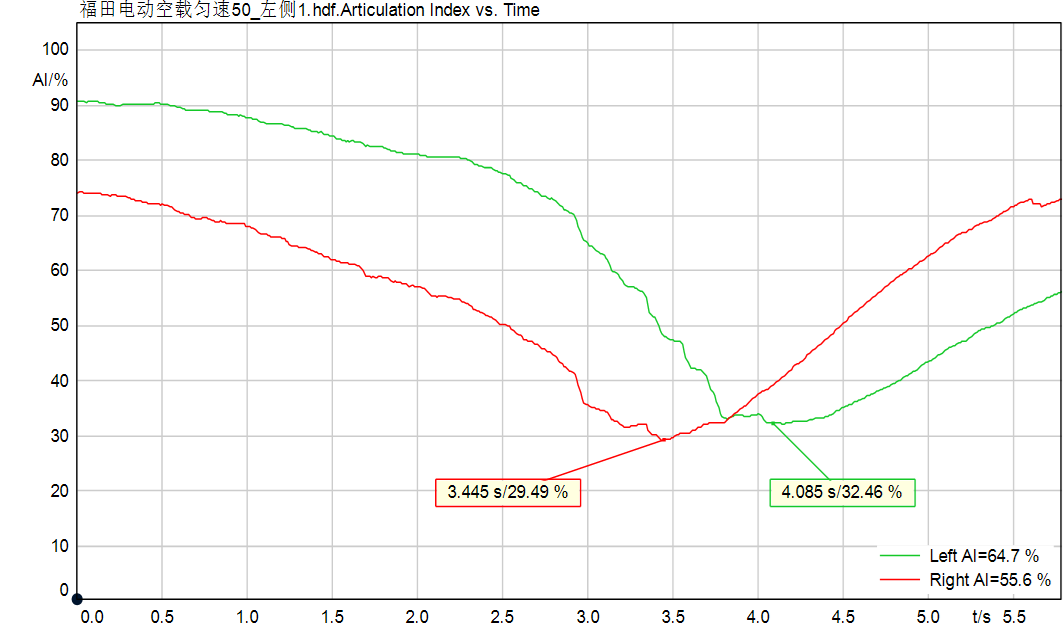 福田电动空载匀速50_左侧1.hdf.Articulation Index vs. Time
100
AI/%
90
80
70
60
50
40
30
20
10
0
3.445 s/29.49 %
4.085 s/32.46 %
Left AI=64.7 %
Right AI=55.6 %
0.0 0.5 1.0 1.5 2.0 2.5 3.0 3.5 4.0 4.5 5.0 t/s 5.5